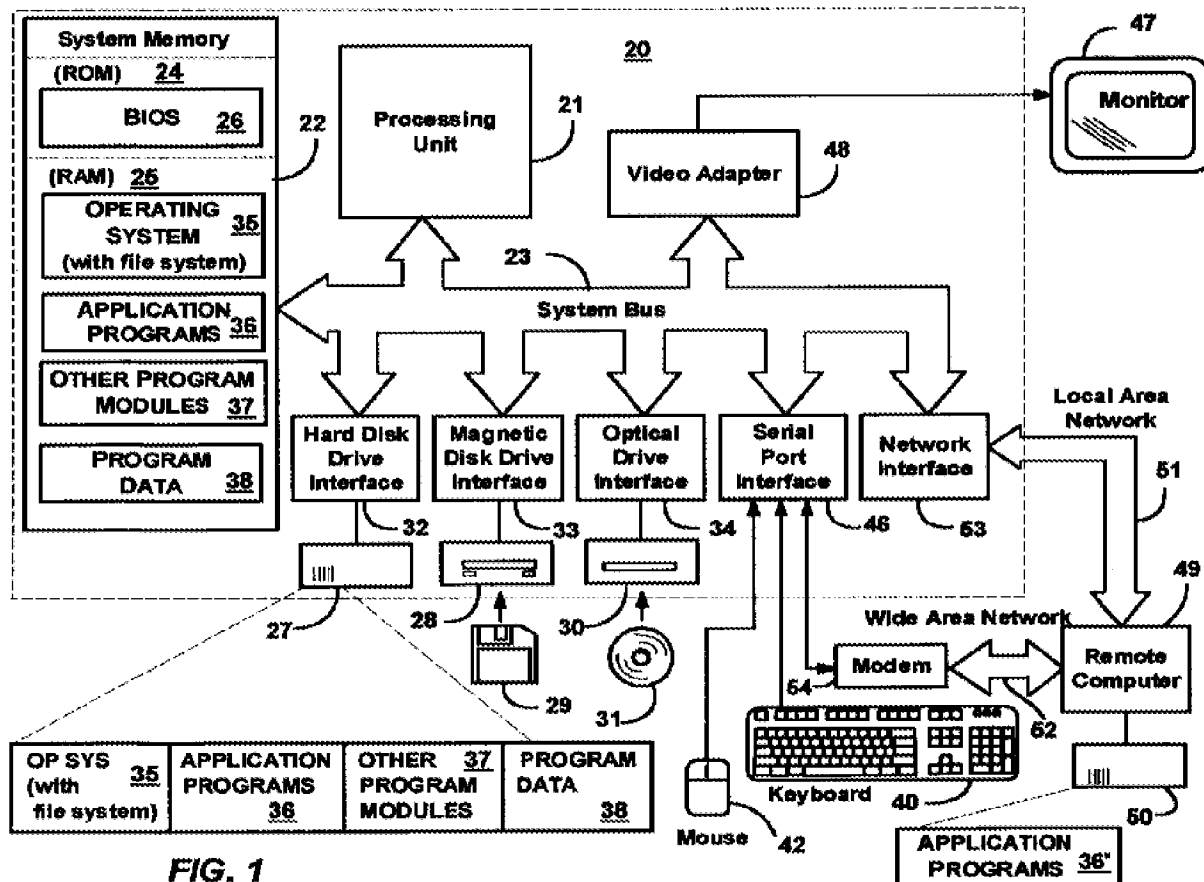 System Memory
(ROM) 24
BIOS 26
22
(RAM) 25
OPERATING SYSTEM (with file system) 35
APPLICATION PROGRAMS 36
OTHER PROGRAM MODULES 37
PROGRAM DATA 38
20
Processing Unit
21
Video Adapter
48
47
Monitor
23
System Bus
Hard Disk Drive Interface
32
Magnetic Disk Drive Interface
33
Optical Drive Interface
34
Serial Port Interface
46
Network Interface
53
Local Area Network
51
27
28
29
30
31
Wide Area Network
49
Modem
54
52
Remote Computer
50
Keyboard
40
Mouse
42
OP SYS (with file system) 35
APPLICATION PROGRAMS 36
OTHER PROGRAM MODULES 37
PROGRAM DATA 38
APPLICATION PROGRAMS 36"
FIG. 1